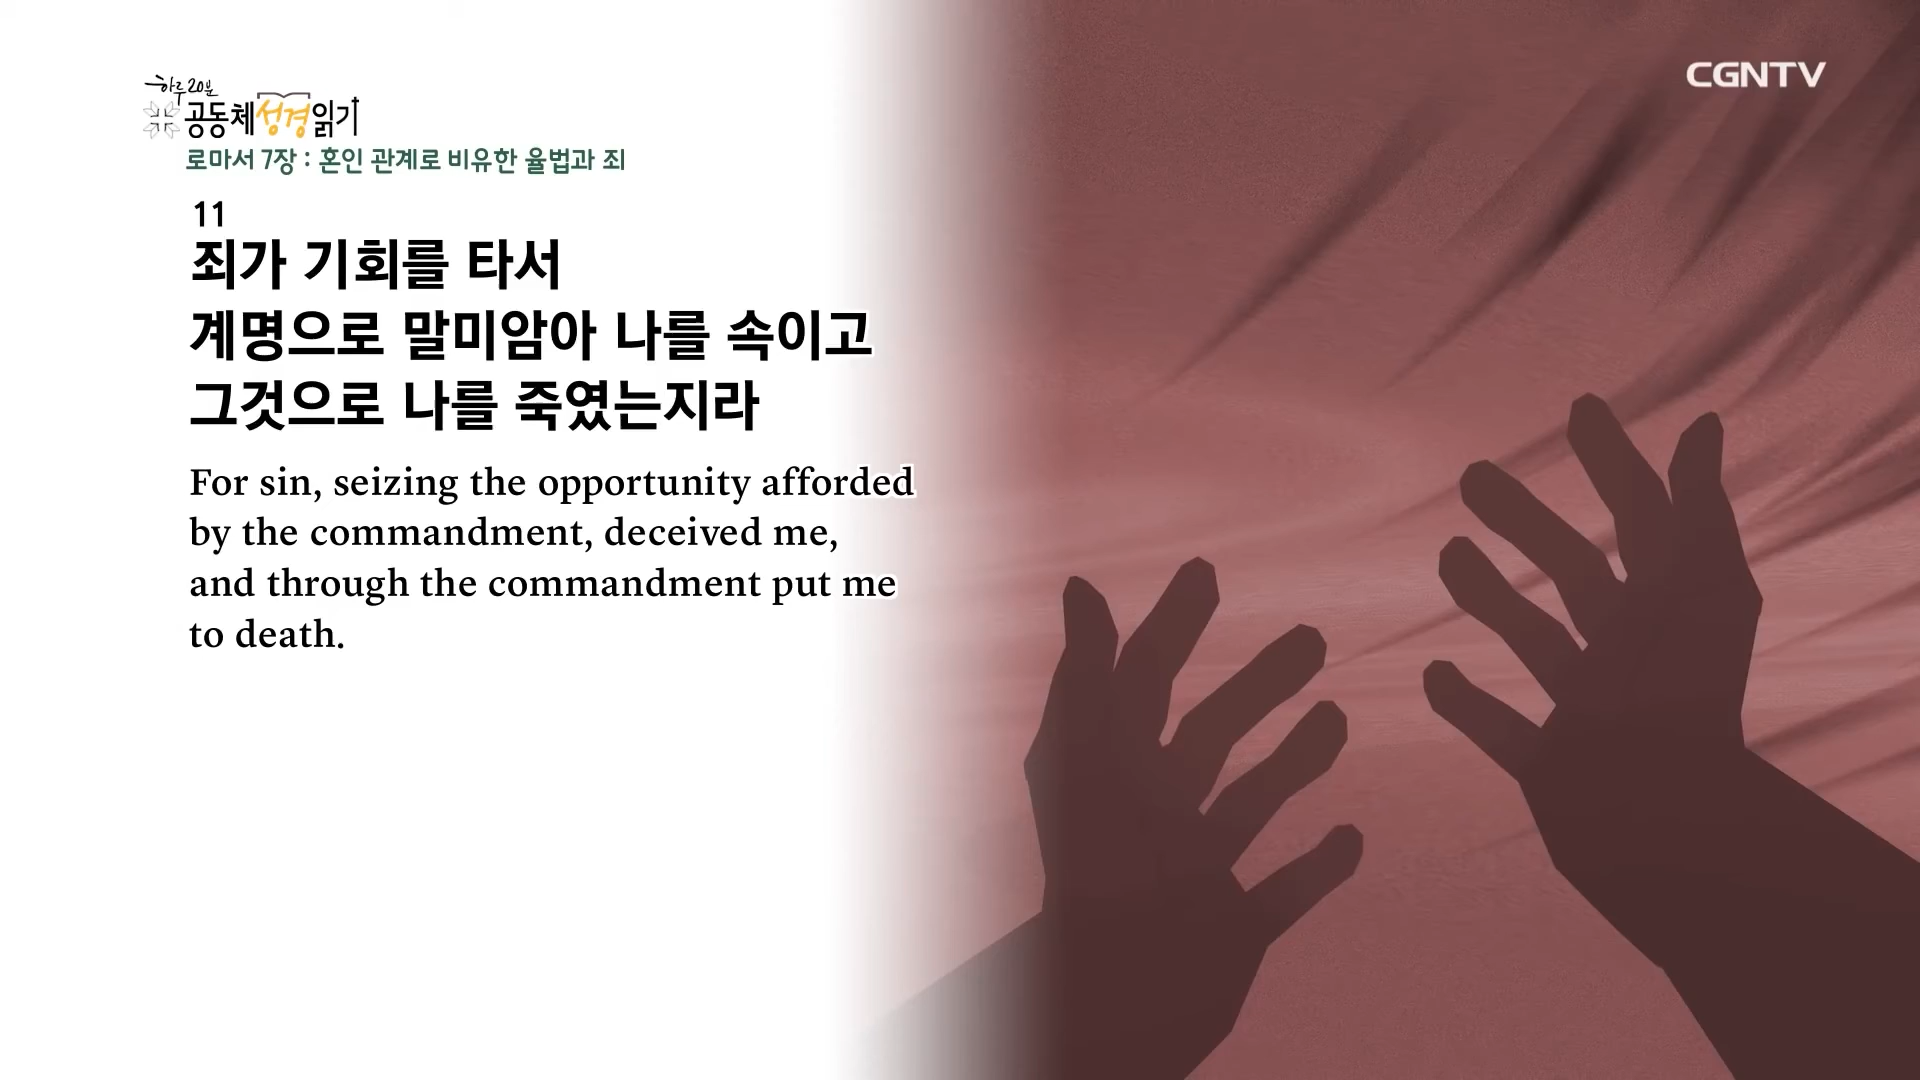 하루 20분
공동체성경읽기
CGNTV
로마서 7장 : 혼인 관계로 비유한 율법과 죄
11
죄가 기회를 타서
계명으로 말미암아 나를 속이고
그것으로 나를 죽였는지라
For sin, seizing the opportunity afforded
by the commandment, deceived me,
and through the commandment put me
to death.